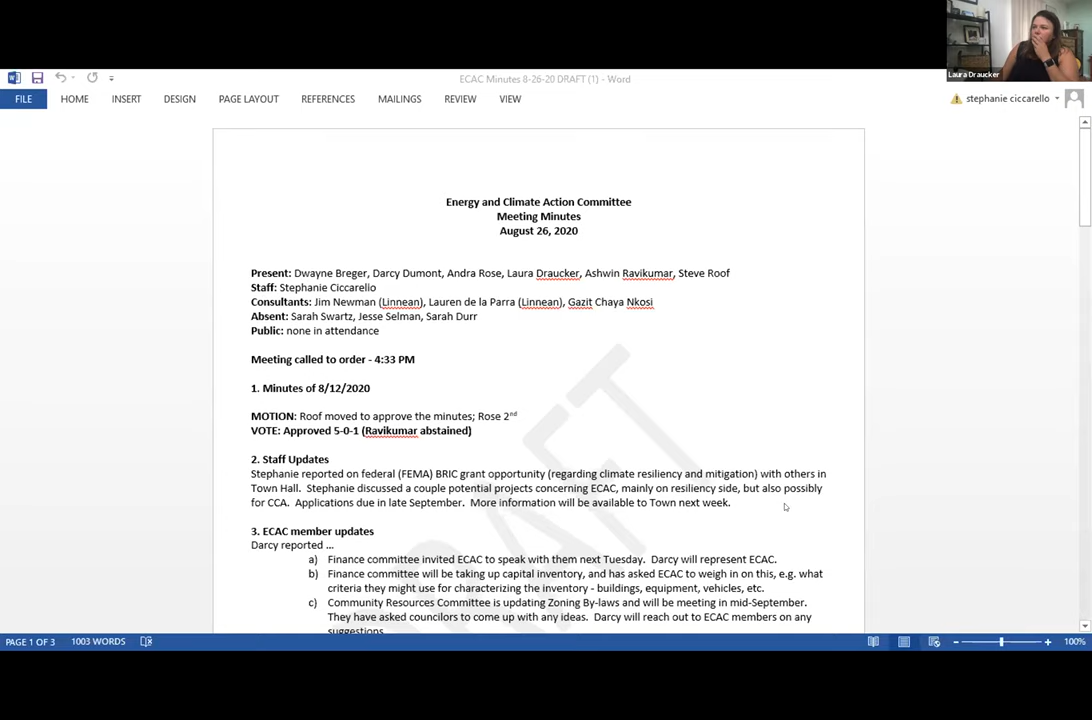 Laura Draucker
ECAC Minutes 8-26-20 DRAFT (1) - Word
FILE HOME INSERT DESIGN PAGE LAYOUT REFERENCES MAILINGS REVIEW VIEW stephanie ciccarello
Energy and Climate Action Committee
Meeting Minutes
August 26, 2020
Present: Dwayne Breger, Darcy Dumont, Andra Rose, Laura Draucker, Ashwin Ravikumar, Steve Roof
Staff: Stephanie Ciccarello
Consultants: Jim Newman (Linnean), Lauren de la Parra (Linnean), Gazit Chaya Nkosi
Absent: Sarah Swartz, Jesse Selman, Sarah Durr
Public: none in attendance
Meeting called to order - 4:33 PM
1. Minutes of 8/12/2020
MOTION: Roof moved to approve the minutes; Rose 2nd
VOTE: Approved 5-0-1 (Ravikumar abstained)
2. Staff Updates
Stephanie reported on federal (FEMA) BRIC grant opportunity (regarding climate resiliency and mitigation) with others in
Town Hall. Stephanie discussed a couple potential projects concerning ECAC, mainly on resiliency side, but also possibly
for CCA. Applications due in late September. More information will be available to Town next week.
3. ECAC member updates
Darcy reported ...
a) Finance committee invited ECAC to speak with them next Tuesday. Darcy will represent ECAC.
b) Finance committee will be taking up capital inventory, and has asked ECAC to weigh in on this, e.g. what
criteria they might use for characterizing the inventory - buildings, equipment, vehicles, etc.
c) Community Resources Committee is updating Zoning By-laws and will be meeting in mid-September.
They have asked councilors to come up with any ideas. Darcy will reach out to ECAC members on any
suggestions.
DRAFT
PAGE 1 OF 3 1003 WORDS 100%